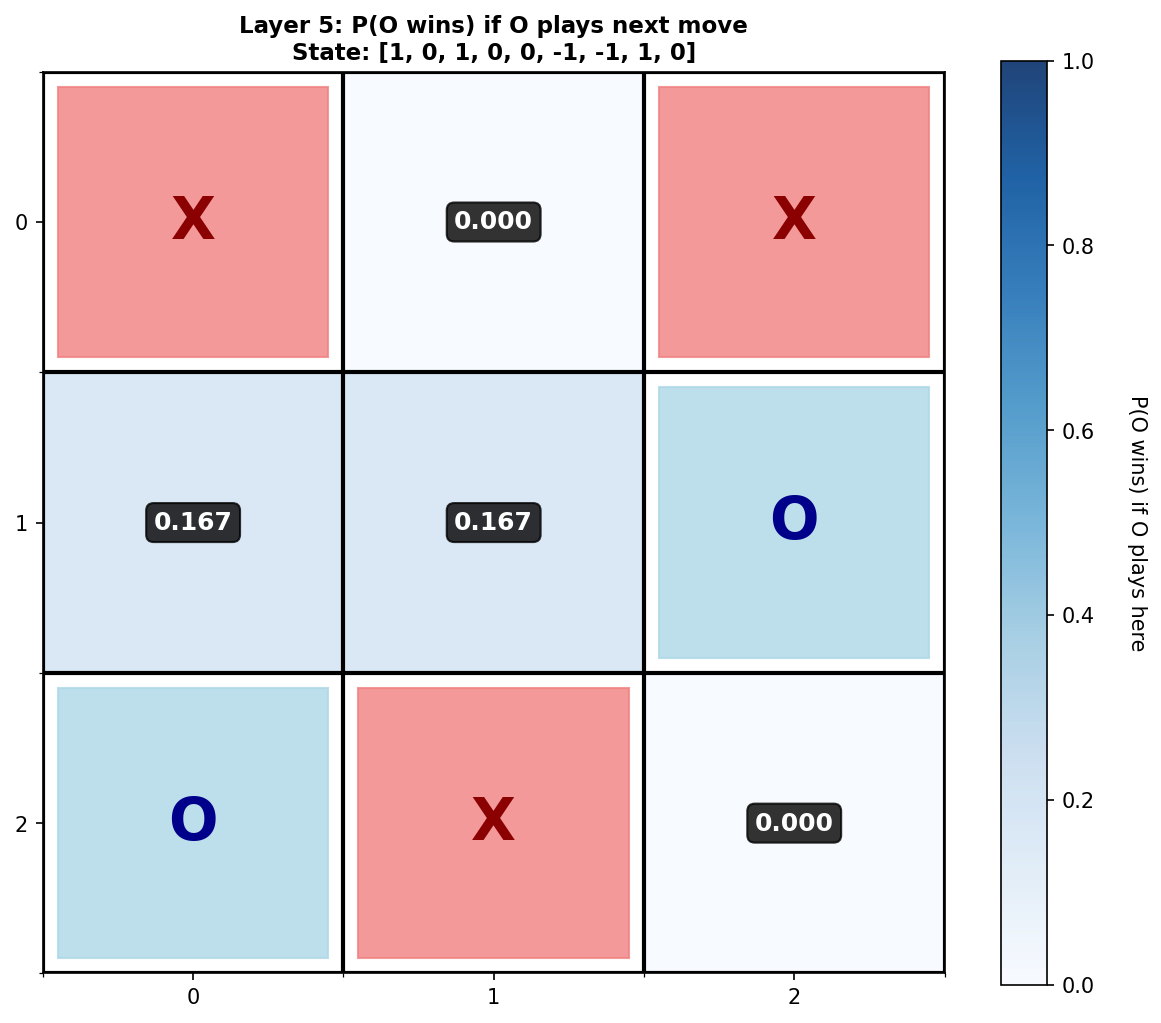 Layer 5: P(O wins) if O plays next move
State: [1, 0, 1, 0, 0, -1, -1, 1, 0]
X
0.000
X
0.167
0.167
O
O
X
0.000
0
1
2
0
1
2
1.0
0.8
0.6
0.4
0.2
0.0
P(O wins) if O plays here